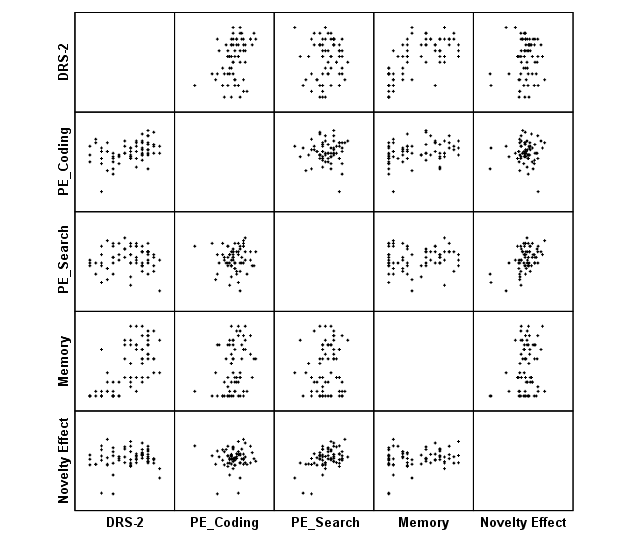 DRS-2
PE_Coding
PE_Search
Memory
Novelty Effect
DRS-2 PE_Coding PE_Search Memory Novelty Effect